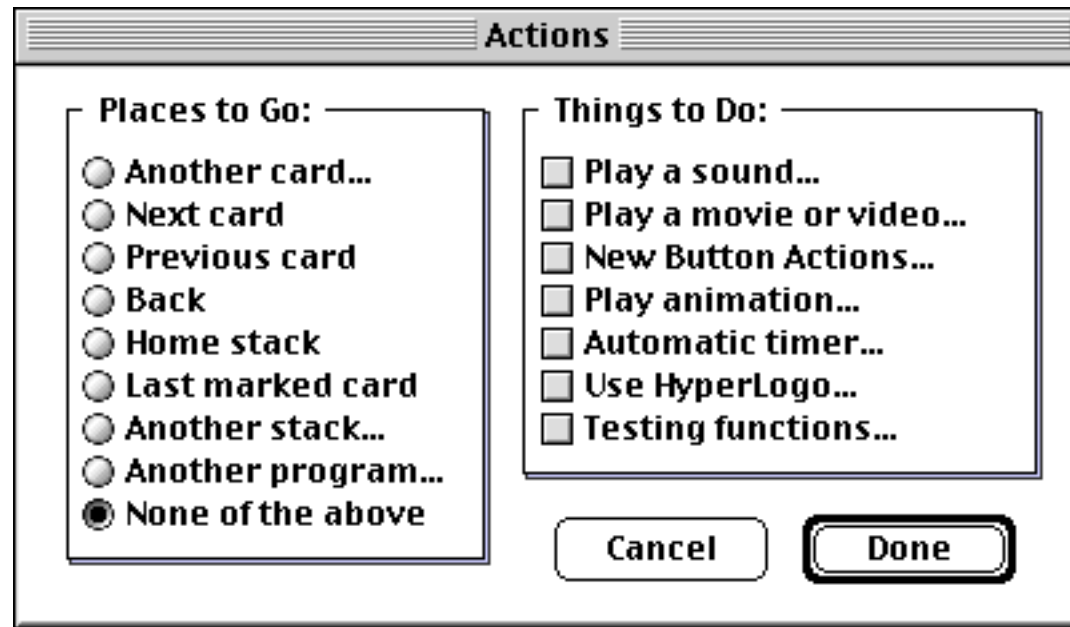 Actions
Places to Go:
Another card...
Next card
Previous card
Back
Home stack
Last marked card
Another stack...
Another program...
None of the above
Things to Do:
Play a sound...
Play a movie or video...
New Button Actions...
Play animation...
Automatic timer...
Use HyperLogo...
Testing functions...
Cancel
Done